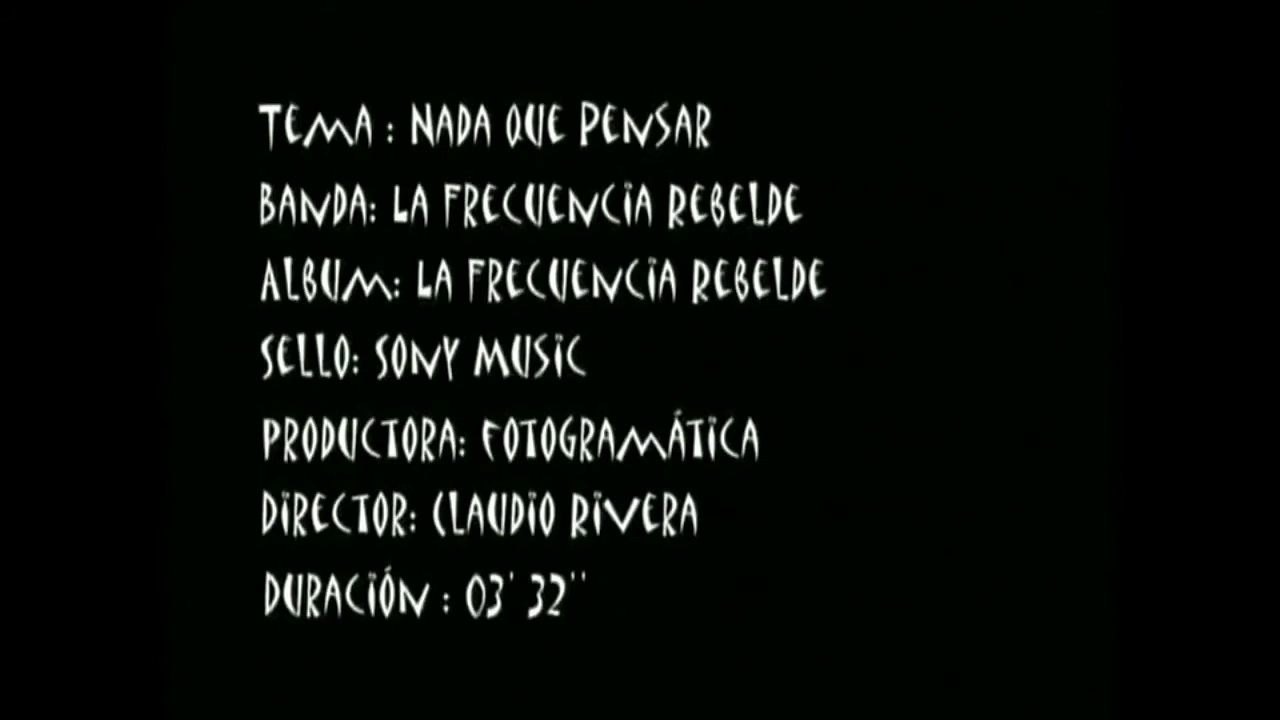 TEMA : NADA QUE PENSAR
BANDA: LA FRECUENCIA REBELDE
ALBUM: LA FRECUENCIA REBELDE
SELLO: SONY MUSIC
PRODUCTORA: FOTOGRAMÁTICA
DIRECTOR: CLAUDIO RIVERA
DURACIÓN : 03' 32''